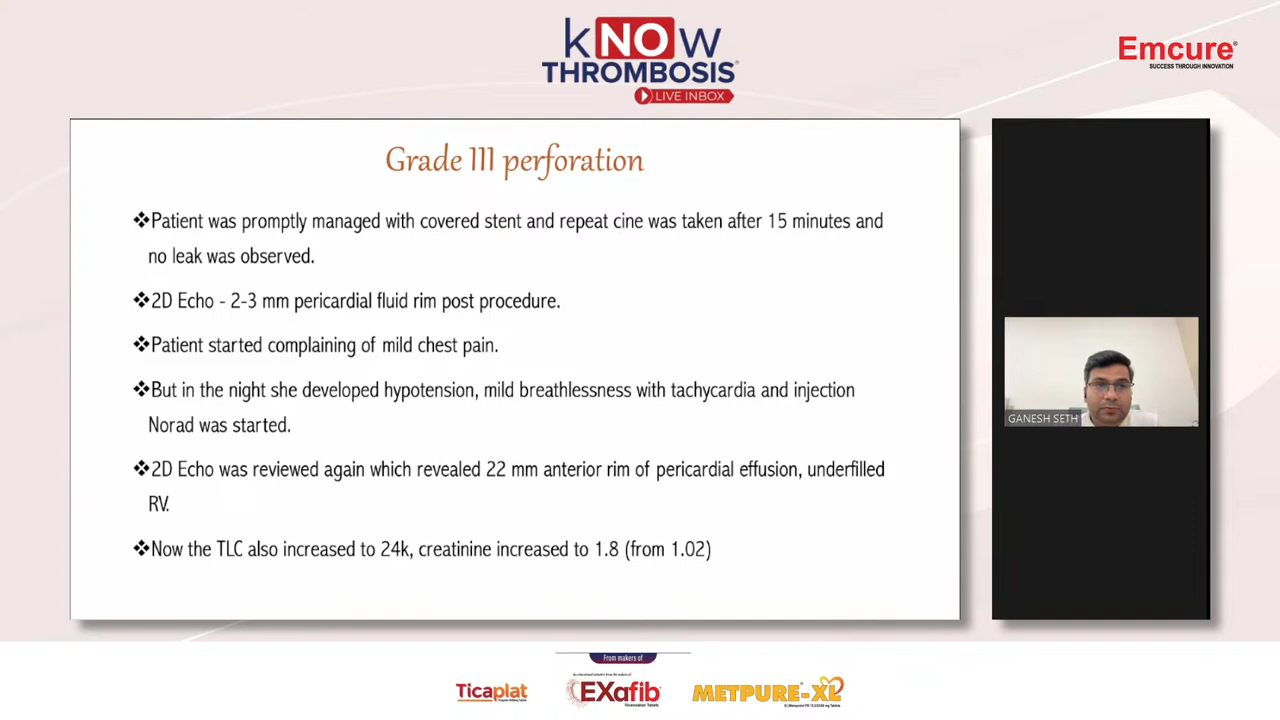 kNOw
THROMBOSIS
LIVE INBOX
Emcure®
SUCCESS THROUGH INNOVATION
Grade III perforation
❖Patient was promptly managed with covered stent and repeat cine was taken after 15 minutes and
no leak was observed.
❖2D Echo - 2-3 mm pericardial fluid rim post procedure.
❖Patient started complaining of mild chest pain.
❖But in the night she developed hypotension, mild breathlessness with tachycardia and injection
Norad was started.
❖2D Echo was reviewed again which revealed 22 mm anterior rim of pericardial effusion, underfilled
RV.
❖Now the TLC also increased to 24k, creatinine increased to 1.8 (from 1.02)
GANESH SETH
From makers of
Ticaplat
EXafib
METPURE-XL